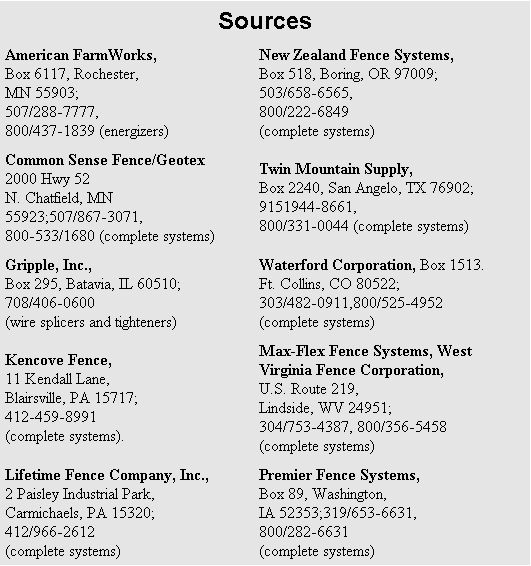 Sources
American FarmWorks,
Box 6117, Rochester,
MN 55903;
507/288-7777,
800/437-1839 (energizers)
Common Sense Fence/Geotex
2000 Hwy 52
N. Chatfield, MN
55923;507/867-3071,
800-533/1680 (complete systems)
Gripple, Inc.,
Box 295, Batavia, IL 60510;
708/406-0600
(wire splicers and tighteners)
Kencove Fence,
11 Kendall Lane,
Blairsville, PA 15717;
412-459-8991
(complete systems).
Lifetime Fence Company, Inc.,
2 Paisley Industrial Park,
Carmichaels, PA 15320;
412/966-2612
(complete systems)
New Zealand Fence Systems,
Box 518, Boring, OR 97009;
503/658-6565,
800/222-6849
(complete systems)
Twin Mountain Supply,
Box 2240, San Angelo, TX 76902;
9151944-8661,
800/331-0044 (complete systems)
Waterford Corporation, Box 1513.
Ft. Collins, CO 80522;
303/482-0911,800/525-4952
(complete systems)
Max-Flex Fence Systems, West
Virginia Fence Corporation,
U.S. Route 219,
Lindside, WV 24951;
304/753-4387, 800/356-5458
(complete systems)
Premier Fence Systems,
Box 89, Washington,
IA 52353;319/653-6631,
800/282-6631
(complete systems)